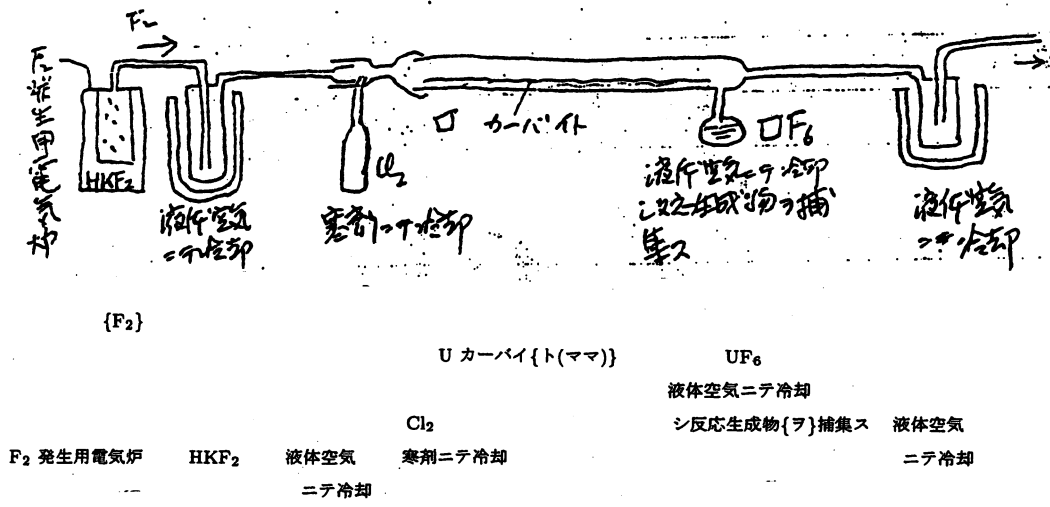 F₂
F₂発生用電気炉
HKF₂
液体空気
ニテ冷却
Cl₂
寒剤ニテ冷却
U カーバイト
UF₆
液体空気ニテ冷却
シ反応生成物ヲ捕
集ス
液体空気
ニテ冷却
{F₂}
U カーバイ{ト(ママ)} UF₆
液体空気ニテ冷却
Cl₂ シ反応生成物{ヲ}捕集ス 液体空気
F₂ 発生用電気炉 HKF₂ 液体空気 寒剤ニテ冷却 ニテ冷却
ニテ冷却